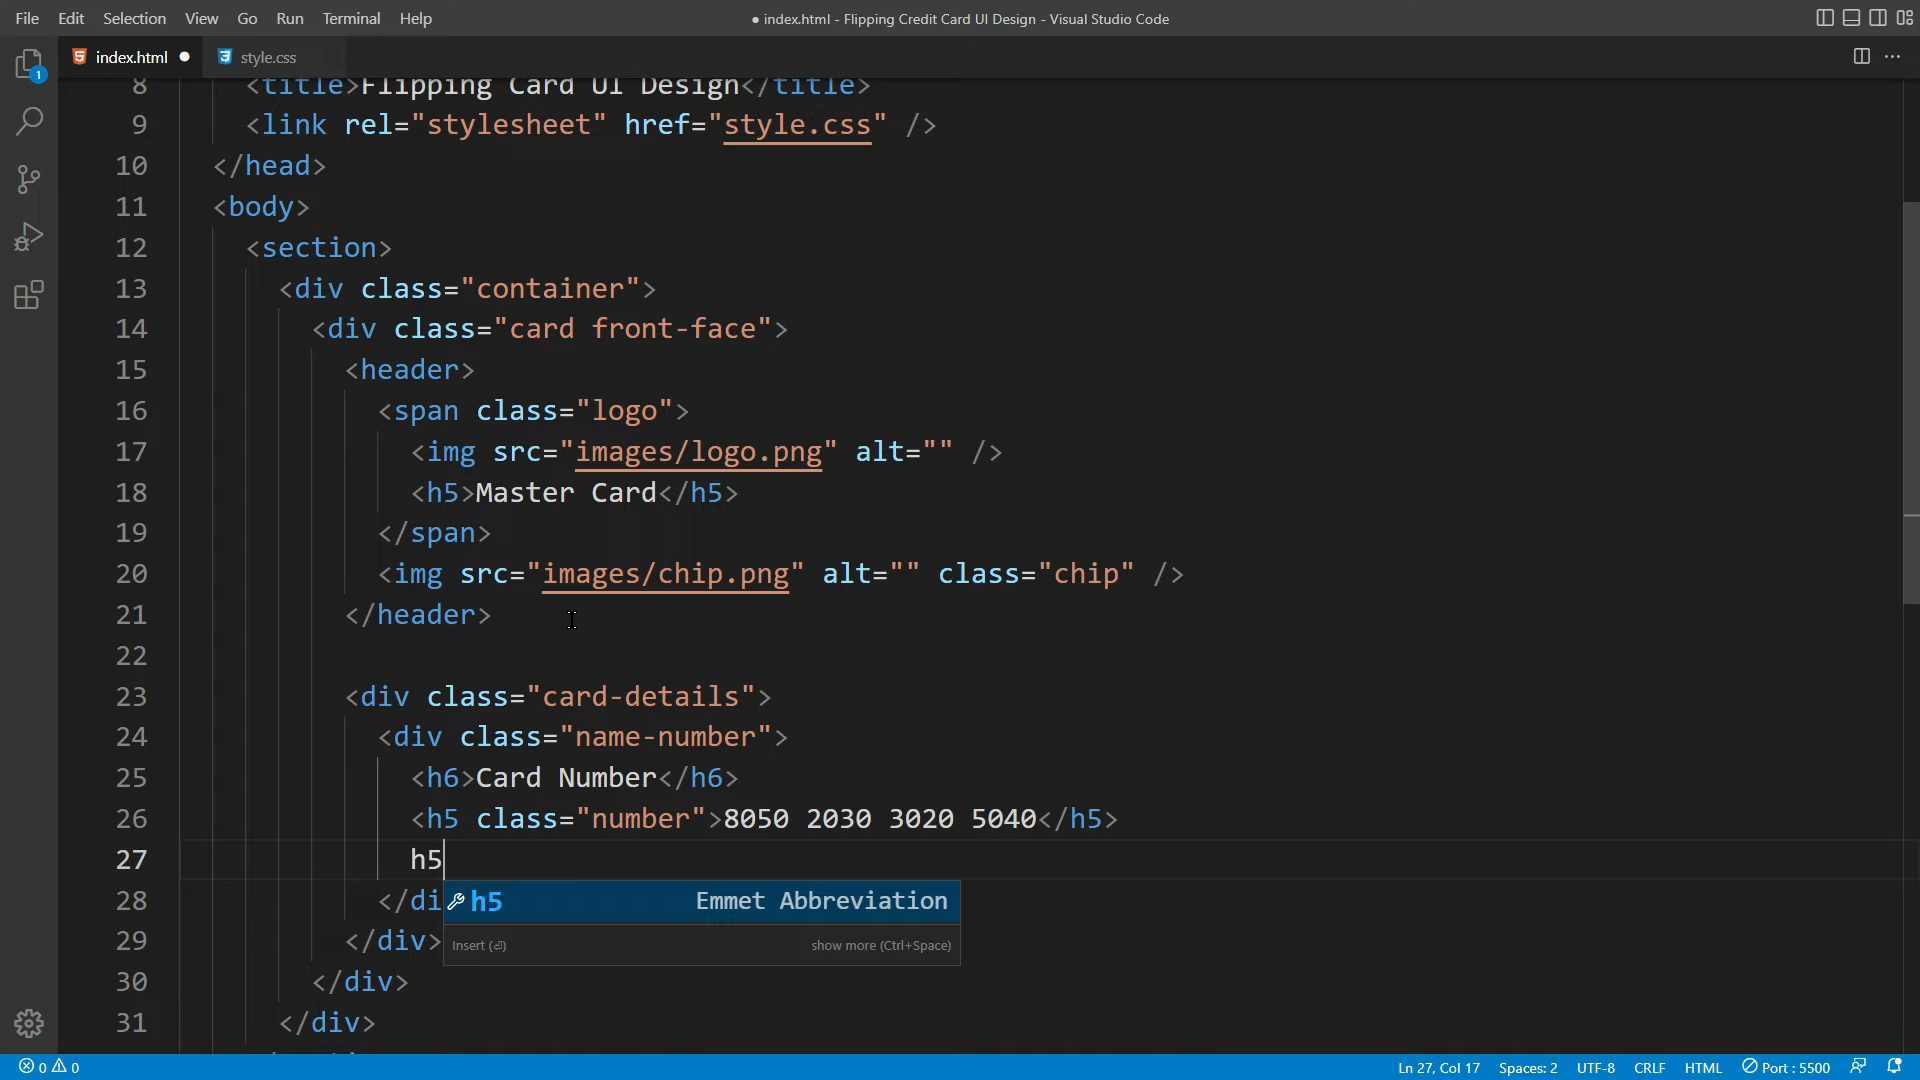 File Edit Selection View Go Run Terminal Help ● index.html - Flipping Credit Card UI Design - Visual Studio Code
1
index.html ● style.css
8 <title>Flipping Card UI Design</title>
9 <link rel="stylesheet" href="style.css" />
10 </head>
11 <body>
12 <section>
13 <div class="container">
14 <div class="card front-face">
15 <header>
16 <span class="logo">
17 <img src="images/logo.png" alt="" />
18 <h5>Master Card</h5>
19 </span>
20 <img src="images/chip.png" alt="" class="chip" />
21 </header>
22
23 <div class="card-details">
24 <div class="name-number">
25 <h6>Card Number</h6>
26 <h5 class="number">8050 2030 3020 5040</h5>
27 h5
28 </di h5 Emmet Abbreviation
29 </div> Insert (⏎) show more (Ctrl+Space)
30 </div>
31 </div>
0 0 Ln 27, Col 17 Spaces: 2 UTF-8 CRLF HTML Port : 5500